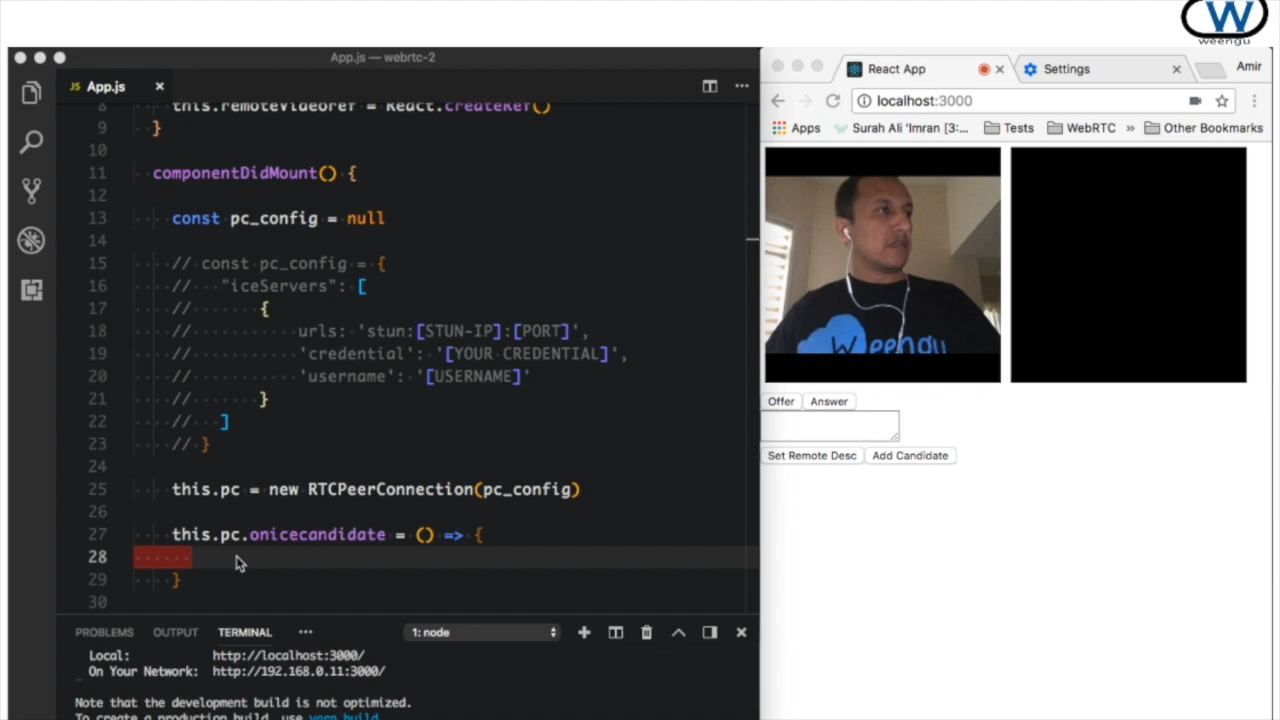 W
weengu
App.js — webrtc-2
JS App.js ×
8 this.remoteVideoref = React.createRef()
9 }
10
11 componentDidMount() {
12
13 const pc_config = null
14
15 // const pc_config = {
16 // "iceServers": [
17 // {
18 // urls: 'stun:[STUN-IP]:[PORT]',
19 // 'credential': '[YOUR CREDENTIAL]',
20 // 'username': '[USERNAME]'
21 // }
22 // ]
23 // }
24
25 this.pc = new RTCPeerConnection(pc_config)
26
27 this.pc.onicecandidate = () => {
28
29 }
30
PROBLEMS OUTPUT TERMINAL ••• 1: node
Local: http://localhost:3000/
On Your Network: http://192.168.0.11:3000/
Note that the development build is not optimized.
To create a production build, use yarn build.
React App Settings Amir
localhost:3000
Apps Surah Ali 'Imran [3:... Tests WebRTC » Other Bookmarks
Weengu
Offer Answer
Set Remote Desc Add Candidate